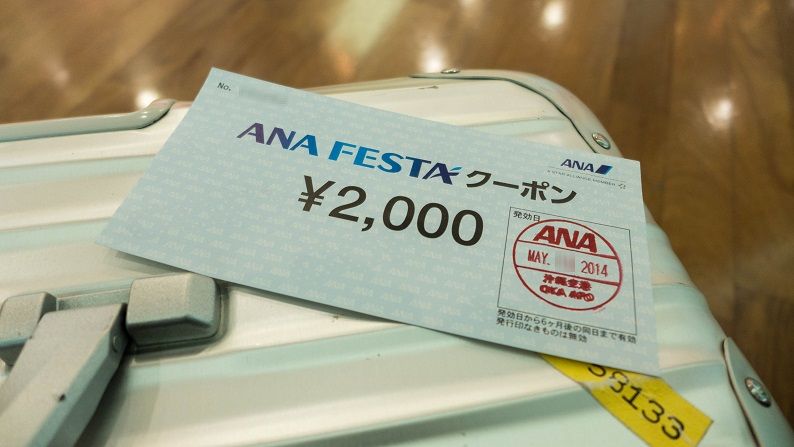 No.
ANA FESTA クーポン
¥2,000
ANA
A STAR ALLIANCE MEMBER
発効日
ANA
MAY. 2014
沖縄空港
OKA APO
発効日から6ヶ月後の同日まで有効
発行印なきものは無効
38133